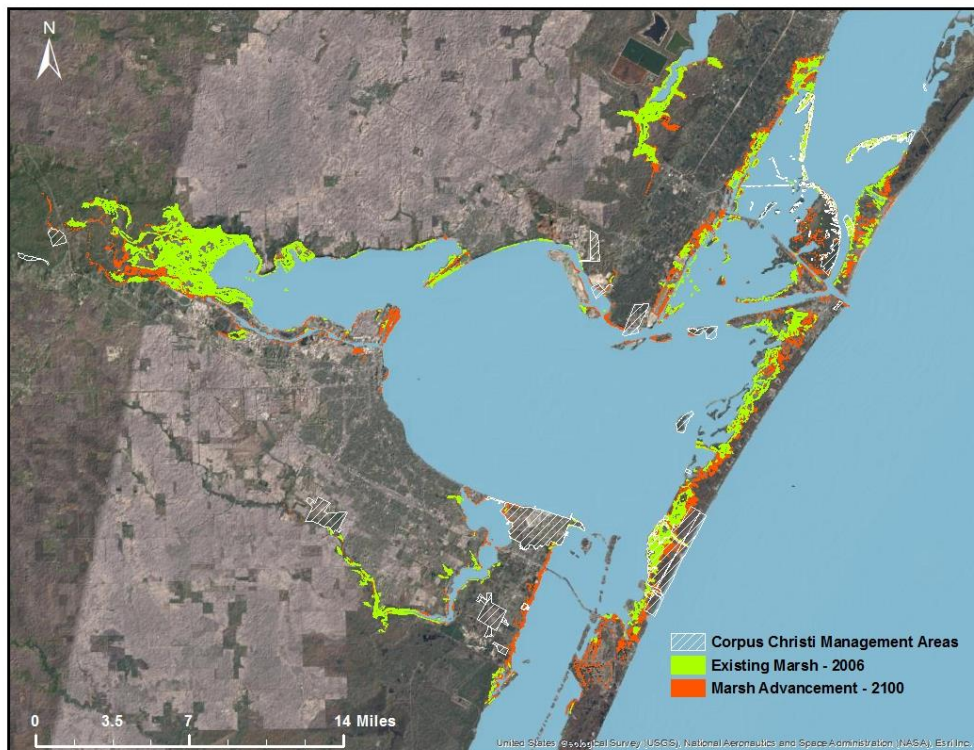 N
Corpus Christi Management Areas
Existing Marsh - 2006
Marsh Advancement - 2100
0 3.5 7 14 Miles
United States Geological Survey (USGS), National Aeronautics and Space Administration (NASA), Esri Inc.